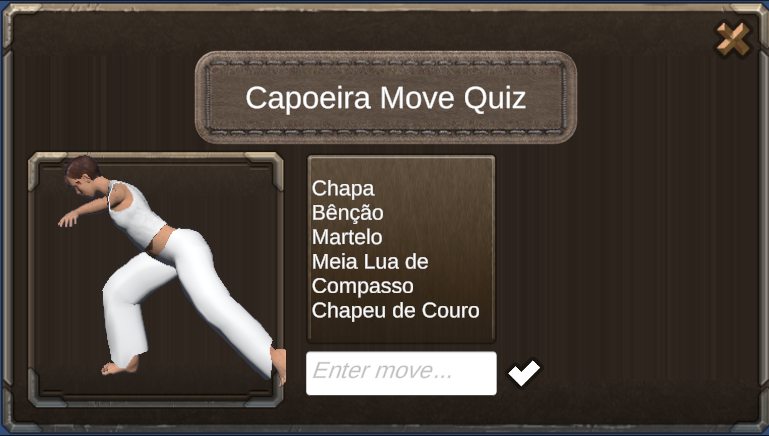 Capoeira Move Quiz
Chapa
Bênção
Martelo
Meia Lua de
Compasso
Chapeu de Couro
Enter move...